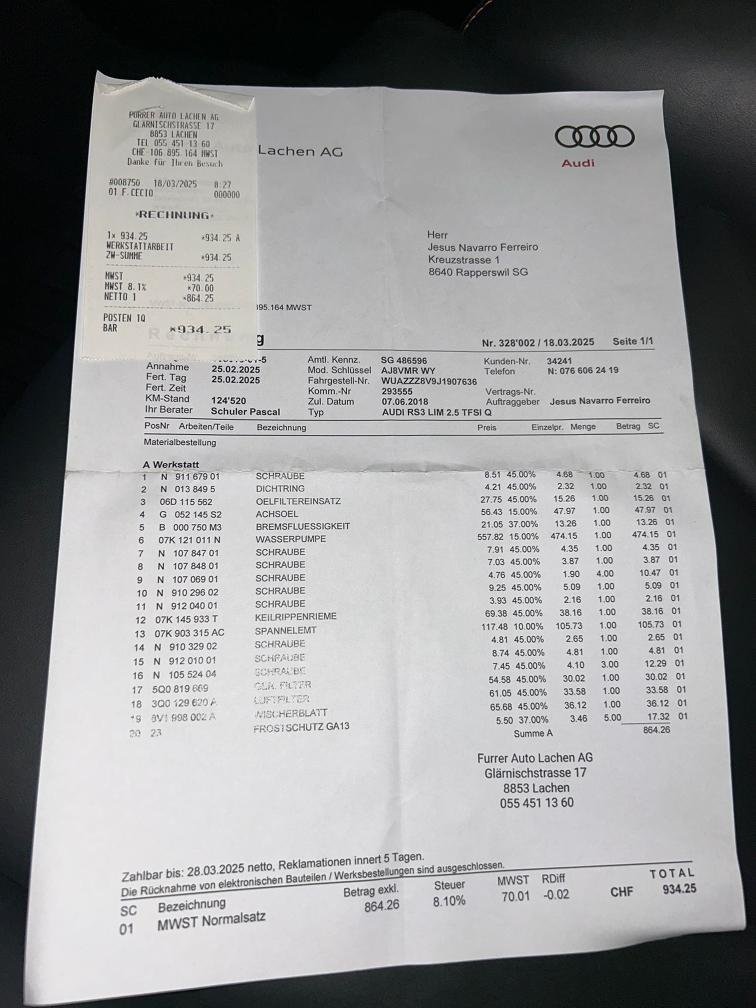 FURRER AUTO LACHEN AG
GLÄRNISCHSTRASSE 17
8853 LACHEN
TEL 055 451 13 60
CHE-106 895 164 MWST
Danke für Ihren Besuch
#008750 18/03/2025 8:27
01 F.CECIO 000000
*RECHNUNG*
1x 934.25 *934.25 A
WERKSTATTARBEIT
ZW-SUMME *934.25
MWST *934.25
MWST 8.1% *70.00
NETTO 1 *864.25
POSTEN 1Q
BAR *934.25
Lachen AG
Audi
Herr
Jesus Navarro Ferreiro
Kreuzstrasse 1
8640 Rapperswil SG
895.164 MWST
g
Nr. 328'002 / 18.03.2025 Seite 1/1
-5 Amtl. Kennz. SG 486596 Kunden-Nr. 34241
Annahme 25.02.2025 Mod. Schlüssel AJ8VMR WY Telefon N: 076 606 24 19
Fert. Tag 25.02.2025 Fahrgestell-Nr. WUAZZZ8V9J1907636
Fert. Zeit Komm.-Nr 293555 Vertrags-Nr.
KM-Stand 124'520 Zul. Datum 07.06.2018 Auftraggeber Jesus Navarro Ferreiro
Ihr Berater Schuler Pascal Typ AUDI RS3 LIM 2.5 TFSI Q
PosNr Arbeiten/Teile Bezeichnung Preis Einzelpr. Menge Betrag SC
Materialbestellung
A Werkstatt
1 N 911 679 01 SCHRAUBE 8.51 45.00% 4.68 1.00 4.68 01
2 N 013 849 5 DICHTRING 4.21 45.00% 2.32 1.00 2.32 01
3 06D 115 562 OELFILTEREINSATZ 27.75 45.00% 15.26 1.00 15.26 01
4 G 052 145 S2 ACHSOEL 56.43 15.00% 47.97 1.00 47.97 01
5 B 000 750 M3 BREMSFLUESSIGKEIT 21.05 37.00% 13.26 1.00 13.26 01
6 07K 121 011 N WASSERPUMPE 557.82 15.00% 474.15 1.00 474.15 01
7 N 107 847 01 SCHRAUBE 7.91 45.00% 4.35 1.00 4.35 01
8 N 107 848 01 SCHRAUBE 7.03 45.00% 3.87 1.00 3.87 01
9 N 107 069 01 SCHRAUBE 4.76 45.00% 1.90 4.00 10.47 01
10 N 910 296 02 SCHRAUBE 9.25 45.00% 5.09 1.00 5.09 01
11 N 912 040 01 SCHRAUBE 3.93 45.00% 2.16 1.00 2.16 01
12 07K 145 933 T KEILRIPPENRIEME 69.38 45.00% 38.16 1.00 38.16 01
13 07K 903 315 AC SPANNELEMT 117.48 10.00% 105.73 1.00 105.73 01
14 N 910 329 02 SCHRAUBE 4.81 45.00% 2.65 1.00 2.65 01
15 N 912 010 01 SCHRAUBE 8.74 45.00% 4.81 1.00 4.81 01
16 N 105 524 04 SCHRAUBE 7.45 45.00% 4.10 3.00 12.29 01
17 5Q0 819 669 FILTER 54.58 45.00% 30.02 1.00 30.02 01
18 3Q0 129 620 A LUFTFILTER 61.05 45.00% 33.58 1.00 33.58 01
19 8V1 998 002 A WISCHERBLATT 65.68 45.00% 36.12 1.00 36.12 01
20 23 FROSTSCHUTZ GA13 5.50 37.00% 3.46 5.00 17.32 01
Summe A 864.26
Furrer Auto Lachen AG
Glärnischstrasse 17
8853 Lachen
055 451 13 60
Zahlbar bis: 28.03.2025 netto, Reklamationen innert 5 Tagen.
Die Rücknahme von elektronischen Bauteilen / Werksbestellungen sind ausgeschlossen.
SC Bezeichnung Betrag exkl. Steuer MWST RDiff TOTAL
01 MWST Normalsatz 864.26 8.10% 70.01 -0.02 CHF 934.25